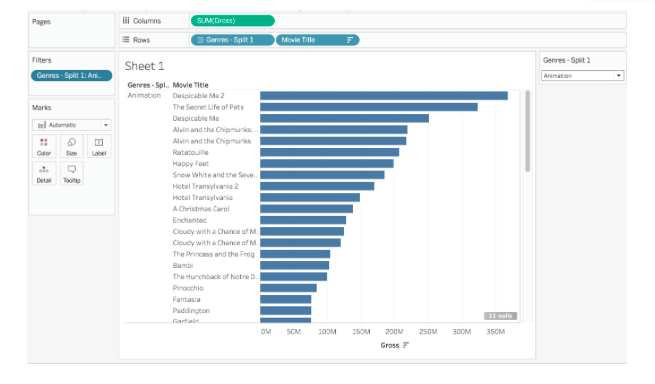 Pages
Columns
SUM(Gross)
Rows
Genres - Split 1
Movie Title
Filters
Genres - Split 1: Ani..
Marks
Automatic
Color
Size
Label
Detail
Tooltip
Sheet 1
Genres - Spl.. Movie Title
Animation
Despicable Me 2
The Secret Life of Pets
Despicable Me
Alvin and the Chipmunks: ..
Alvin and the Chipmunks
Ratatouille
Happy Feet
Snow White and the Seve..
Hotel Transylvania 2
Hotel Transylvania
A Christmas Carol
Enchanted
Cloudy with a Chance of M..
Cloudy with a Chance of M..
The Princess and the Frog
Bambi
The Hunchback of Notre D..
Pinocchio
Fantasia
Paddington
Garfield
11 nulls
0M 50M 100M 150M 200M 250M 300M 350M
Gross
Genres - Split 1
Animation